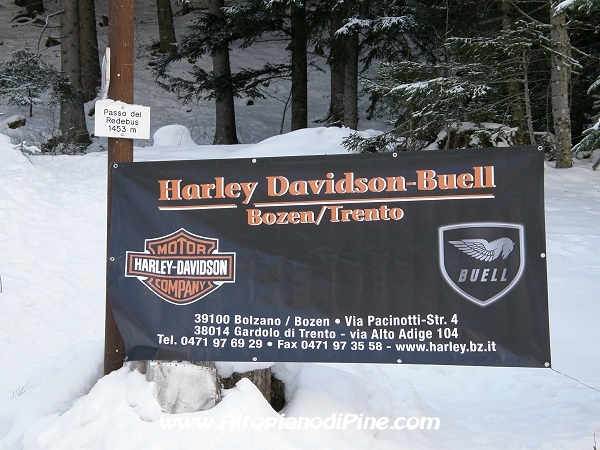 Passo del
Redebus
1453 m
Harley Davidson-Buell
Bozen/Trento
MOTOR
HARLEY-DAVIDSON
COMPANY
BUELL
39100 Bolzano / Bozen • Via Pacinotti-Str. 4
38014 Gardolo di Trento - via Alto Adige 104
Tel. 0471 97 69 29 • Fax 0471 97 35 58 - www.harley.bz.it
www.AltopianodiPine.com